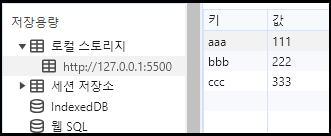 저장용량
로컬 스토리지
http://127.0.0.1:5500
세션 저장소
IndexedDB
웹 SQL
키 값
aaa 111
bbb 222
ccc 333